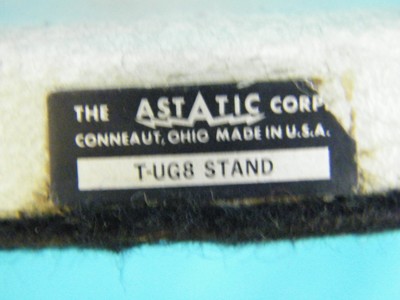 THE ASTATIC CORP.
CONNEAUT, OHIO MADE IN U.S.A.
T-UG8 STAND